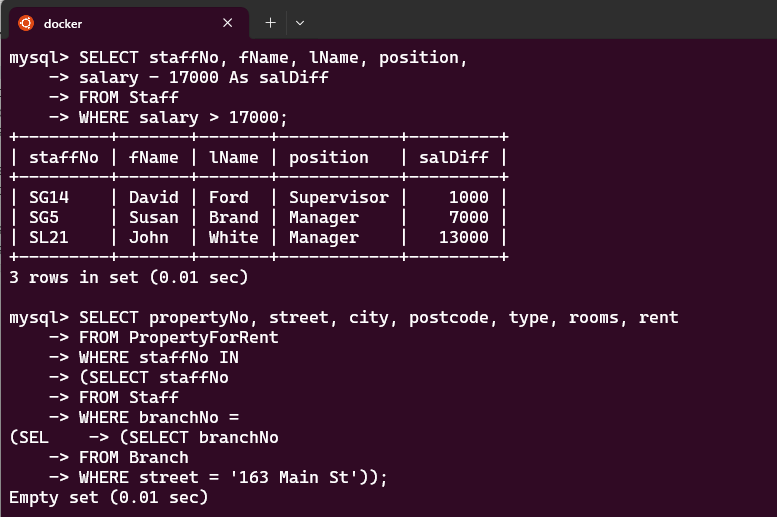 docker
mysql> SELECT staffNo, fName, lName, position,
    -> salary - 17000 As salDiff
    -> FROM Staff
    -> WHERE salary > 17000;
+---------+-------+-------+------------+---------+
| staffNo | fName | lName | position   | salDiff |
+---------+-------+-------+------------+---------+
| SG14    | David | Ford  | Supervisor |    1000 |
| SG5     | Susan | Brand | Manager    |    7000 |
| SL21    | John  | White | Manager    |   13000 |
+---------+-------+-------+------------+---------+
3 rows in set (0.01 sec)

mysql> SELECT propertyNo, street, city, postcode, type, rooms, rent
    -> FROM PropertyForRent
    -> WHERE staffNo IN
    -> (SELECT staffNo
    -> FROM Staff
    -> WHERE branchNo =
(SEL    -> (SELECT branchNo
    -> FROM Branch
    -> WHERE street = '163 Main St'));
Empty set (0.01 sec)